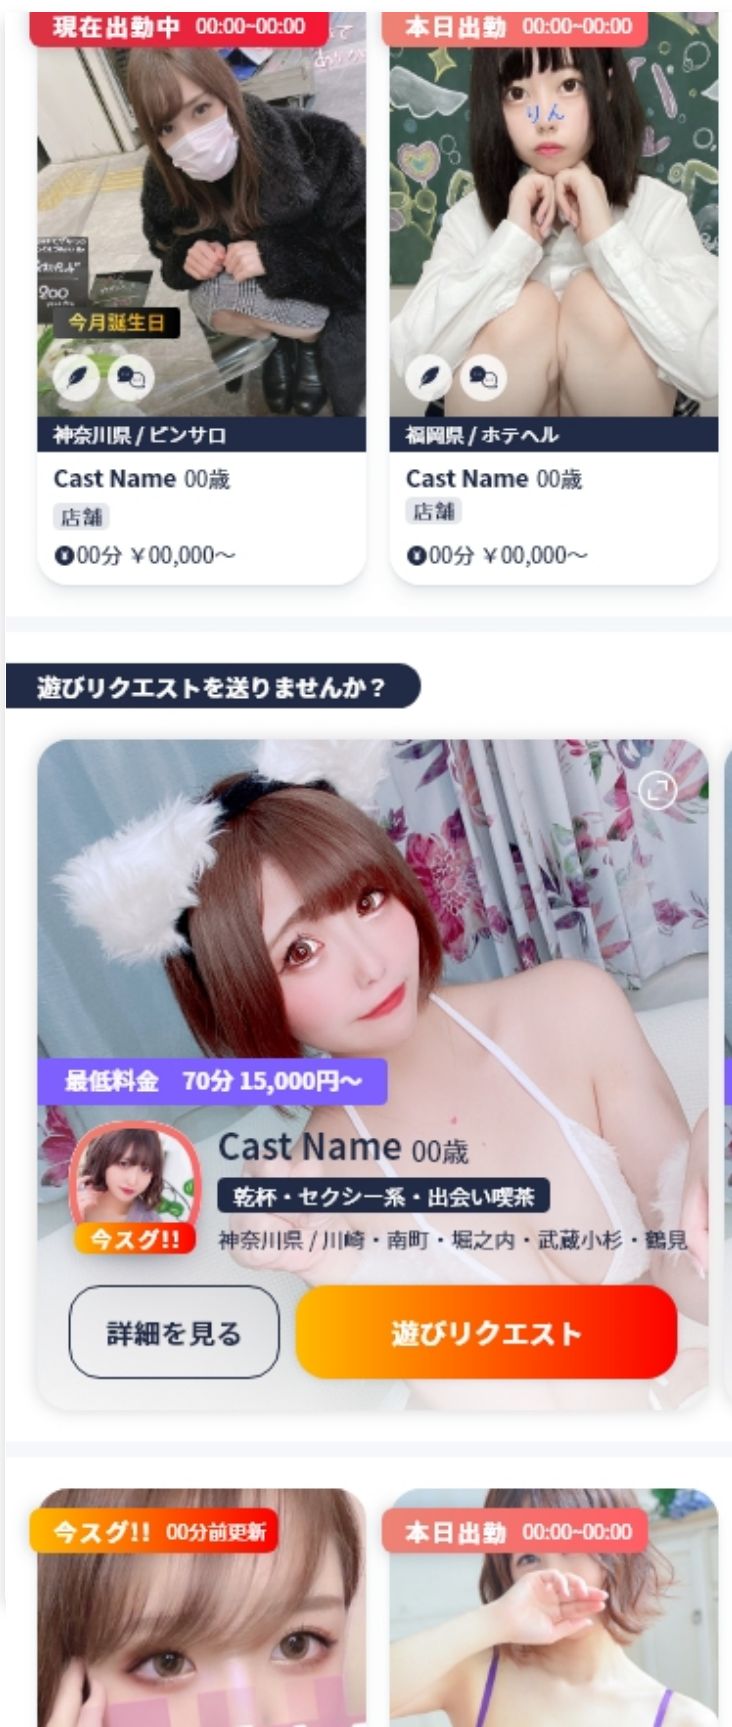 現在出勤中 00:00~00:00
本日出勤 00:00~00:00
りん
200
今月誕生日
神奈川県 / ピンサロ
福岡県 / ホテヘル
Cast Name 00歳
Cast Name 00歳
店舗
店舗
¥00分 ￥00,000～
¥00分 ￥00,000～
遊びリクエストを送りませんか？
最低料金 70分 15,000円～
Cast Name 00歳
乾杯・セクシー系・出会い喫茶
今スグ!!
神奈川県 / 川崎・南町・堀之内・武蔵小杉・鶴見
詳細を見る
遊びリクエスト
今スグ!! 00分前更新
本日出勤 00:00~00:00